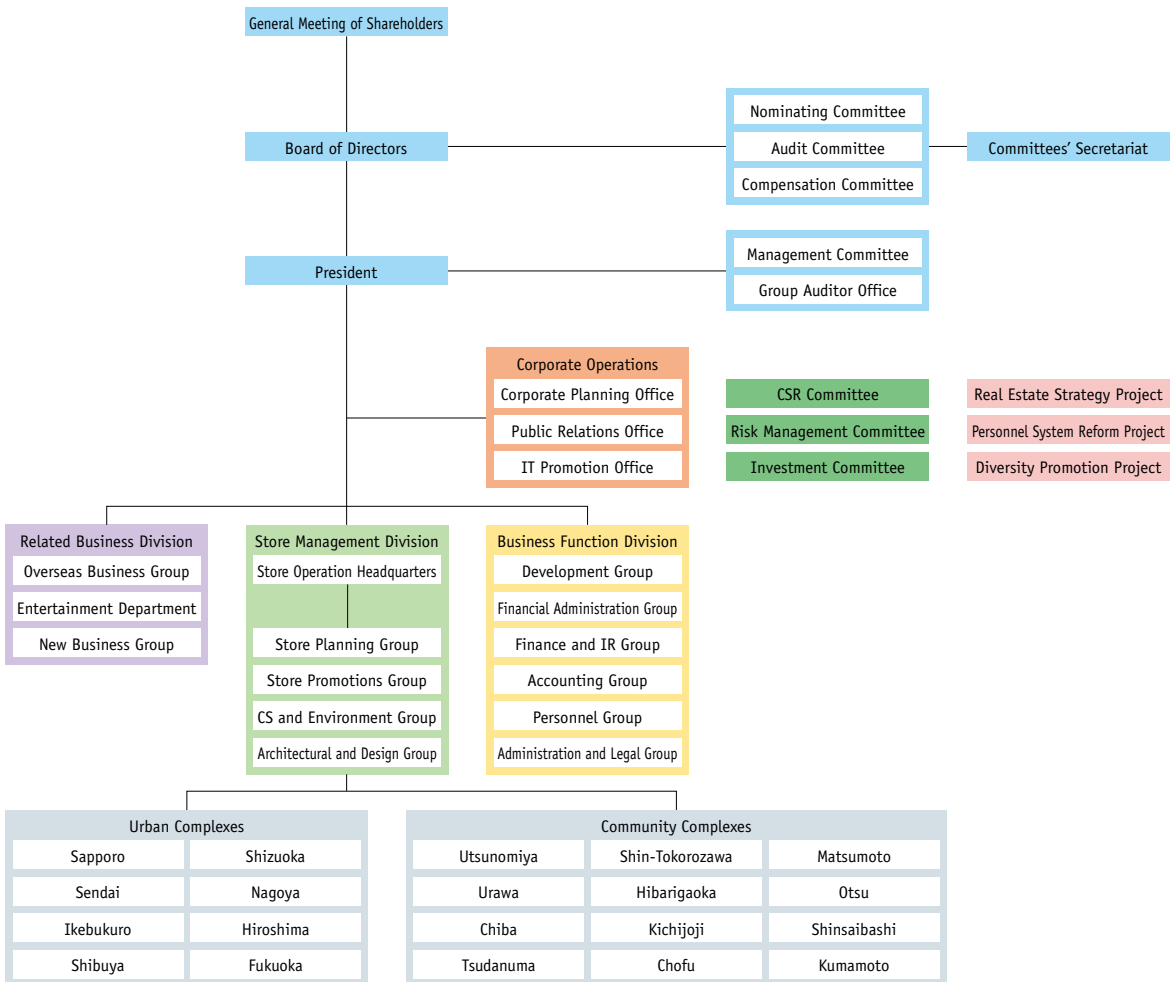 General Meeting of Shareholders
Board of Directors
Nominating Committee
Audit Committee
Compensation Committee
Committees' Secretariat
President
Management Committee
Group Auditor Office
Corporate Operations
Corporate Planning Office
Public Relations Office
IT Promotion Office
CSR Committee
Risk Management Committee
Investment Committee
Real Estate Strategy Project
Personnel System Reform Project
Diversity Promotion Project
Related Business Division
Overseas Business Group
Entertainment Department
New Business Group
Store Management Division
Store Operation Headquarters
Store Planning Group
Store Promotions Group
CS and Environment Group
Architectural and Design Group
Business Function Division
Development Group
Financial Administration Group
Finance and IR Group
Accounting Group
Personnel Group
Administration and Legal Group
Urban Complexes
Sapporo
Shizuoka
Sendai
Nagoya
Ikebukuro
Hiroshima
Shibuya
Fukuoka
Community Complexes
Utsunomiya
Shin-Tokorozawa
Matsumoto
Urawa
Hibarigaoka
Otsu
Chiba
Kichijoji
Shinsaibashi
Tsudanuma
Chofu
Kumamoto